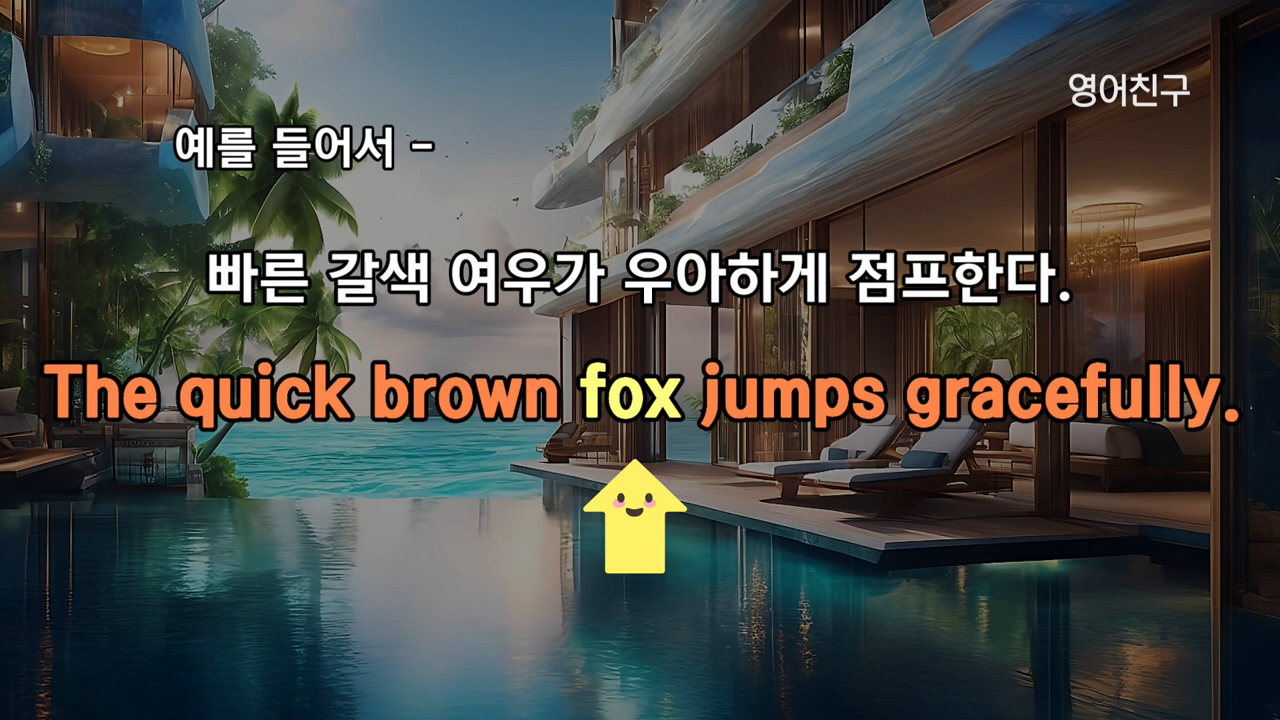 영어친구
예를 들어서 -
빠른 갈색 여우가 우아하게 점프한다.
The quick brown fox jumps gracefully.